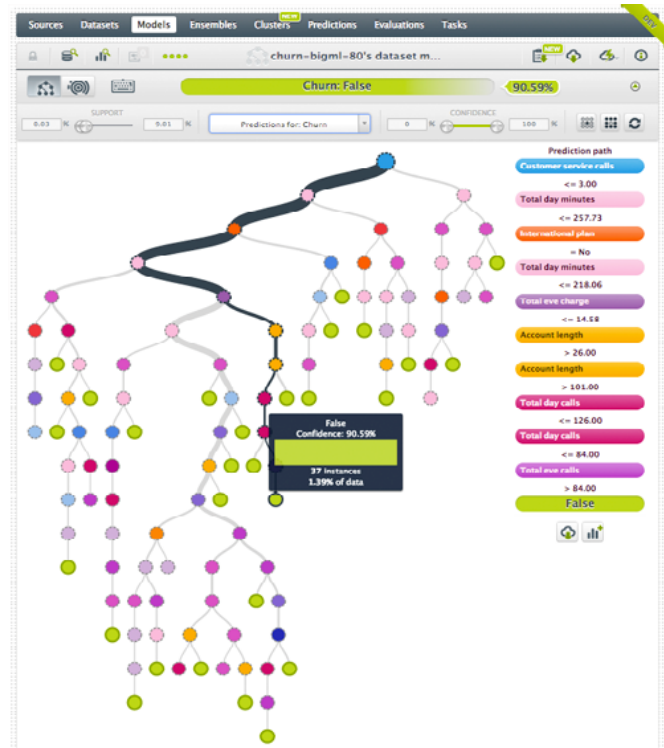 Sources Datasets Models Ensembles Clusters Predictions Evaluations Tasks
NEW
DEV
churn-bigml-80's dataset m...
NEW
Churn: False
90.59%
SUPPORT
CONFIDENCE
0.03 % 0.01 % Predictions for: Churn 0 % 100 %
Prediction path
Customer service calls
<= 3.00
Total day minutes
<= 257.73
International plan
= No
Total day minutes
<= 218.06
Total eve charge
<= 14.58
Account length
> 26.00
Account length
> 101.00
Total day calls
<= 126.00
Total day calls
<= 84.00
Total eve calls
> 84.00
False
False
Confidence: 90.59%
37 instances
1.39% of data